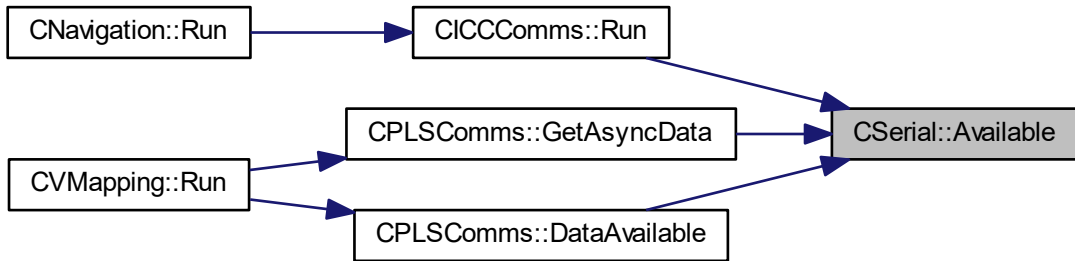 CNavigation::Run
CICCComms::Run
CPLSComms::GetAsyncData
CSerial::Available
CVMapping::Run
CPLSComms::DataAvailable